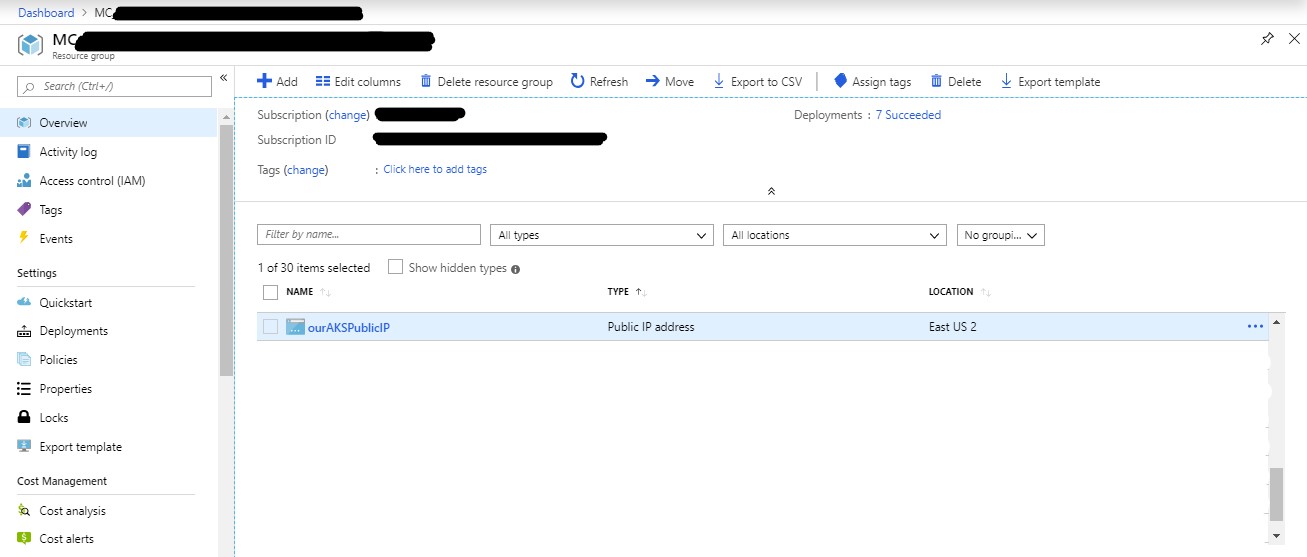 Dashboard > MC
MC
Resource group
Search (Ctrl+/)
Overview
Activity log
Access control (IAM)
Tags
Events
Settings
Quickstart
Deployments
Policies
Properties
Locks
Export template
Cost Management
Cost analysis
Cost alerts
Add Edit columns Delete resource group Refresh Move Export to CSV Assign tags Delete Export template
Subscription (change) Deployments : 7 Succeeded
Subscription ID
Tags (change) : Click here to add tags
Filter by name... All types All locations No groupi...
1 of 30 items selected Show hidden types
NAME TYPE LOCATION
ourAKSPublicIP Public IP address East US 2